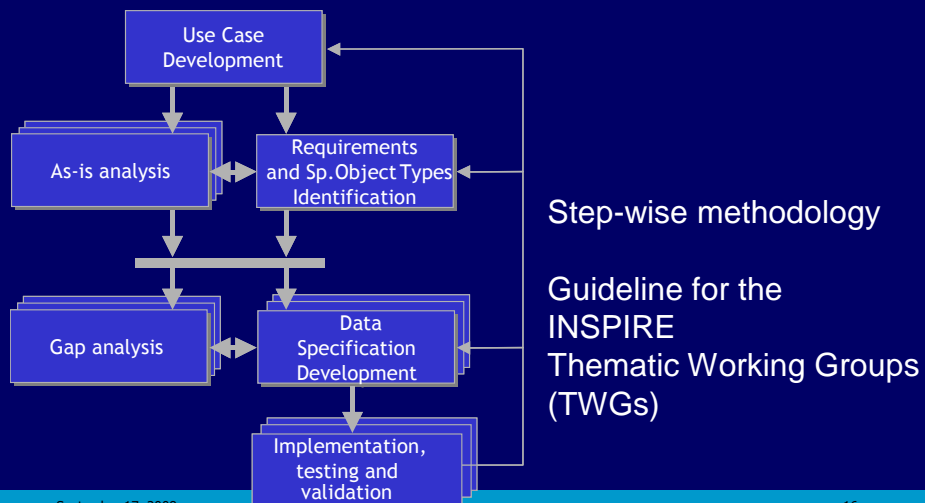 Use Case
Development
As-is analysis
Requirements
and Sp.Object Types
Identification
Gap analysis
Data
Specification
Development
Implementation,
testing and
validation
Step-wise methodology
Guideline for the
INSPIRE
Thematic Working Groups
(TWGs)